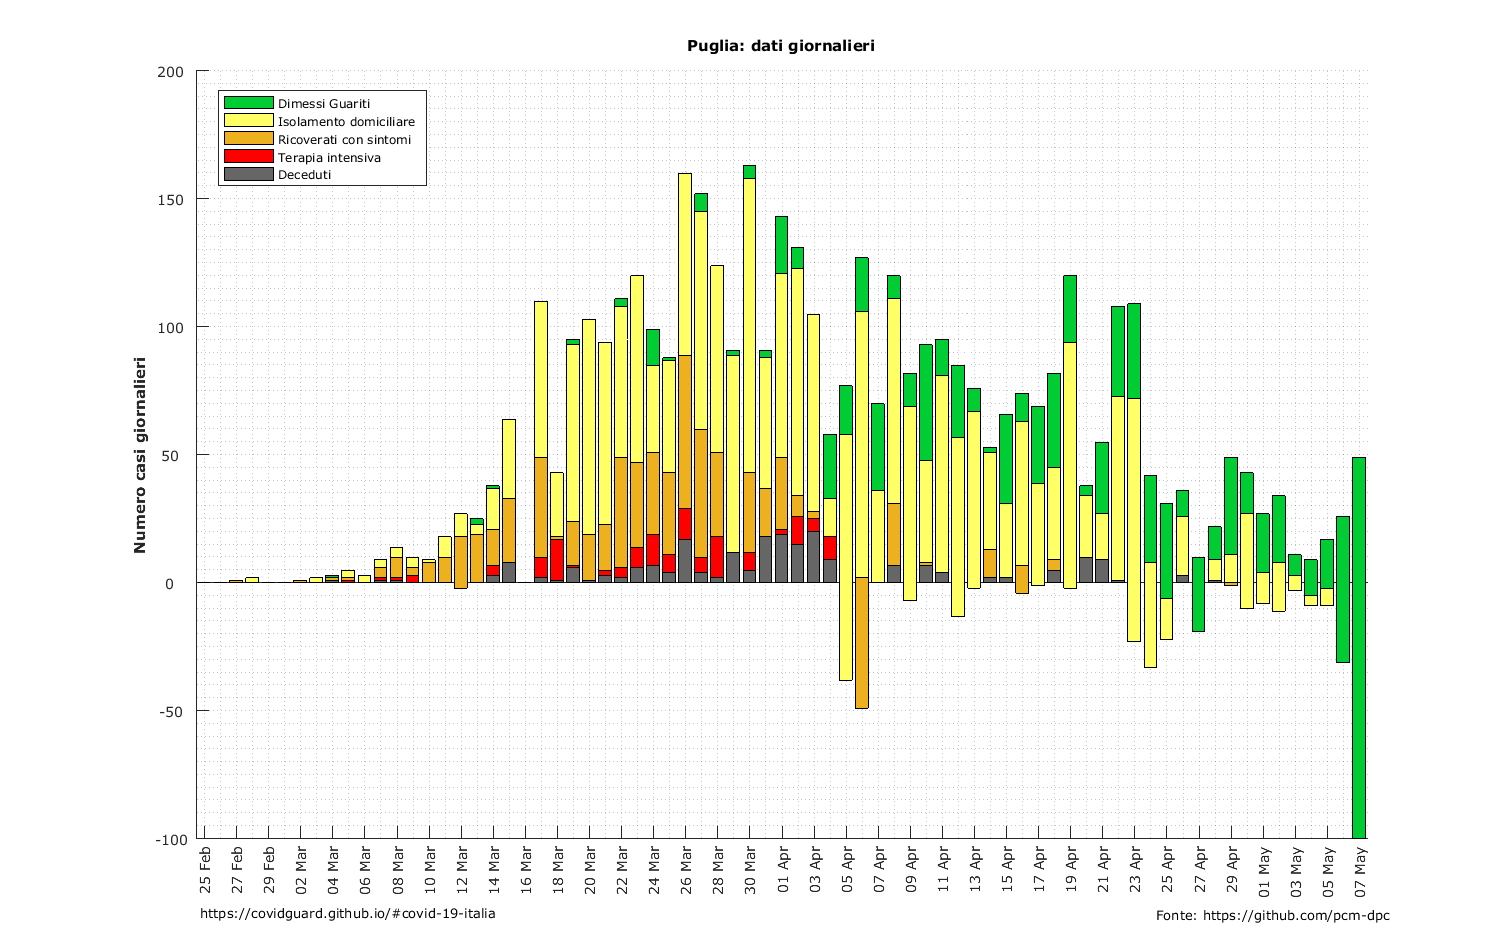 Puglia: dati giornalieri
200
150
100
50
0
-50
-100
Numero casi giornalieri
Dimessi Guariti
Isolamento domiciliare
Ricoverati con sintomi
Terapia intensiva
Deceduti
25 Feb
27 Feb
29 Feb
02 Mar
04 Mar
06 Mar
08 Mar
10 Mar
12 Mar
14 Mar
16 Mar
18 Mar
20 Mar
22 Mar
24 Mar
26 Mar
28 Mar
30 Mar
01 Apr
03 Apr
05 Apr
07 Apr
09 Apr
11 Apr
13 Apr
15 Apr
17 Apr
19 Apr
21 Apr
23 Apr
25 Apr
27 Apr
29 Apr
01 May
03 May
05 May
07 May
https://covidguard.github.io/#covid-19-italia
Fonte: https://github.com/pcm-dpc